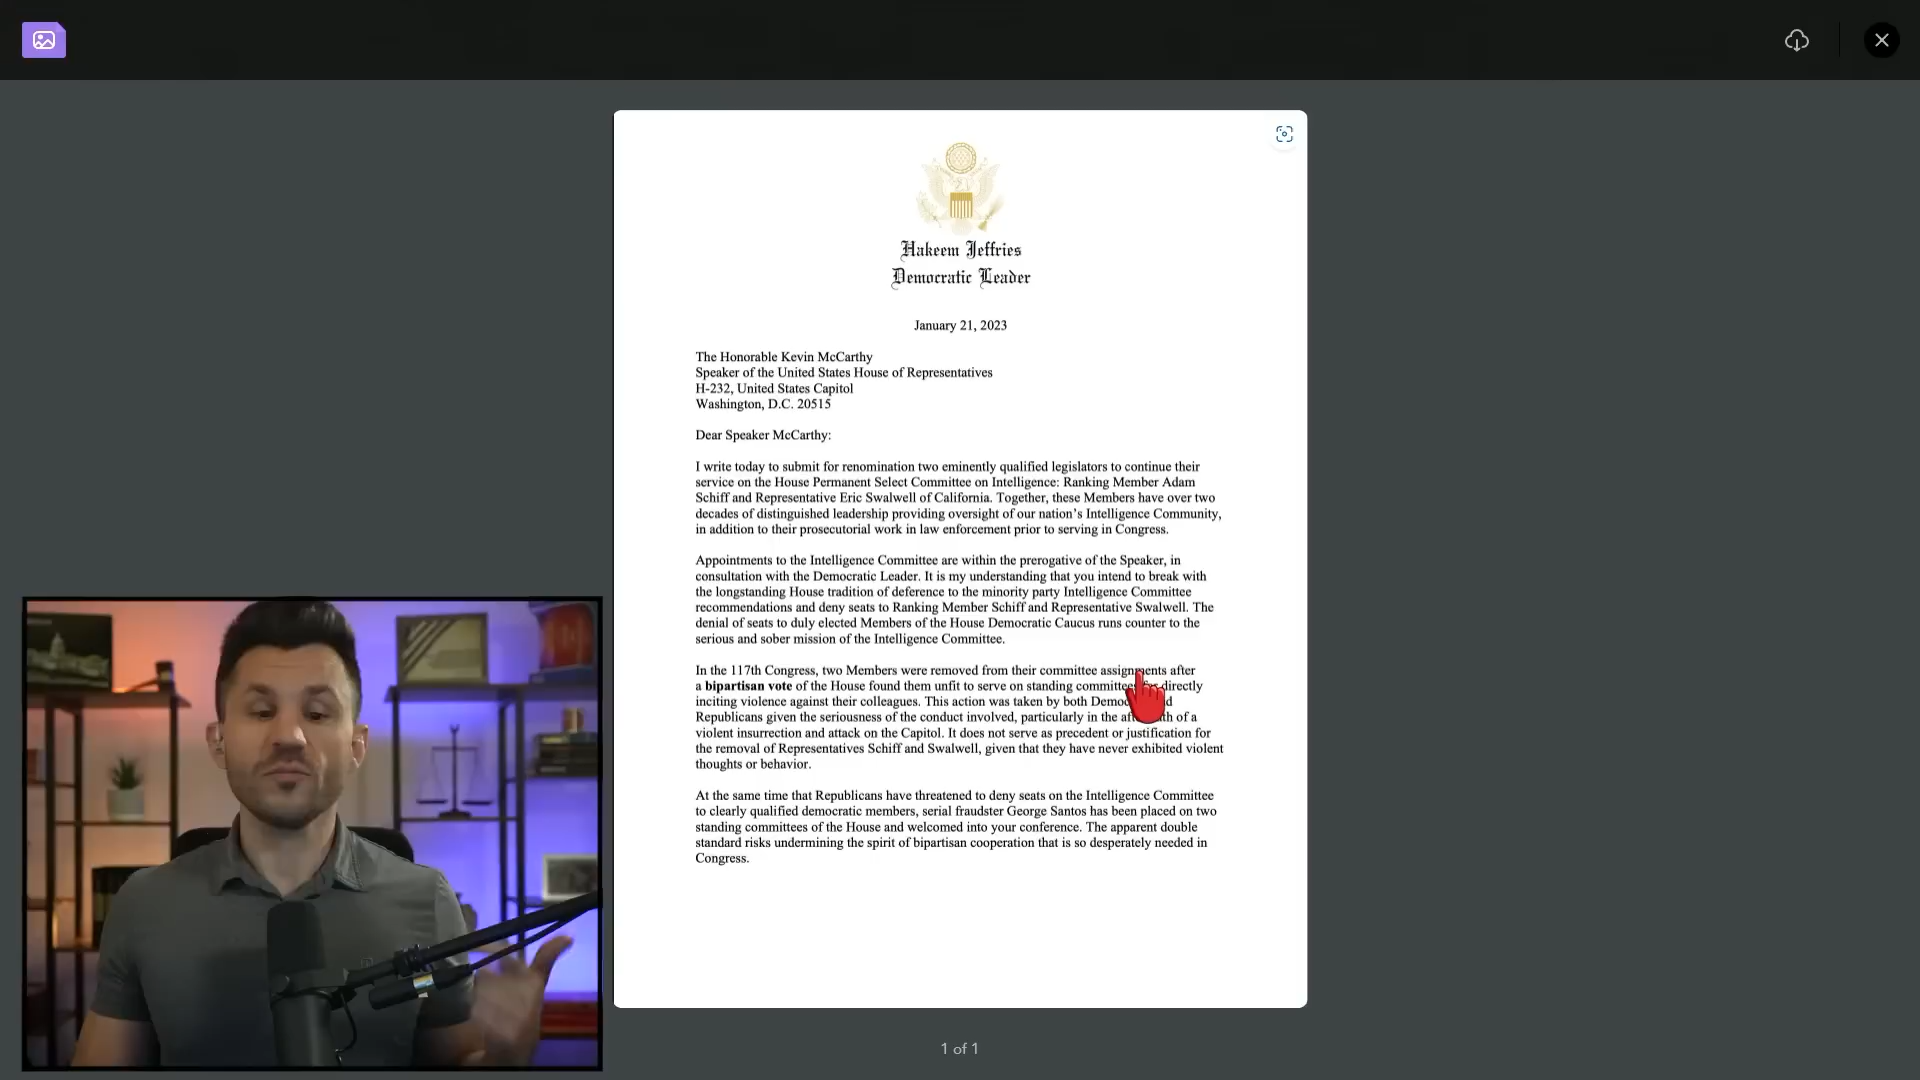 Hakeem Jeffries
Democratic Leader
January 21, 2023
The Honorable Kevin McCarthy
Speaker of the United States House of Representatives
H-232, United States Capitol
Washington, D.C. 20515
Dear Speaker McCarthy:
I write today to submit for renomination two eminently qualified legislators to continue their
service on the House Permanent Select Committee on Intelligence: Ranking Member Adam
Schiff and Representative Eric Swalwell of California. Together, these Members have over two
decades of distinguished leadership providing oversight of our nation's Intelligence Community,
in addition to their prosecutorial work in law enforcement prior to serving in Congress.
Appointments to the Intelligence Committee are within the prerogative of the Speaker, in
consultation with the Democratic Leader. It is my understanding that you intend to break with
the longstanding House tradition of deference to the minority party Intelligence Committee
recommendations and deny seats to Ranking Member Schiff and Representative Swalwell. The
denial of seats to duly elected Members of the House Democratic Caucus runs counter to the
serious and sober mission of the Intelligence Committee.
In the 117th Congress, two Members were removed from their committee assignments after
a bipartisan vote of the House found them unfit to serve on standing directly
inciting violence against their colleagues. This action was taken by both
Republicans given the seriousness of the conduct involved, particularly in the of a
violent insurrection and attack on the Capitol. It does not serve as precedent or justification for
the removal of Representatives Schiff and Swalwell, given that they have never exhibited violent
thoughts or behavior.
At the same time that Republicans have threatened to deny seats on the Intelligence Committee
to clearly qualified democratic members, serial fraudster George Santos has been placed on two
standing committees of the House and welcomed into your conference. The apparent double
standard risks undermining the spirit of bipartisan cooperation that is so desperately needed in
Congress.
1 of 1